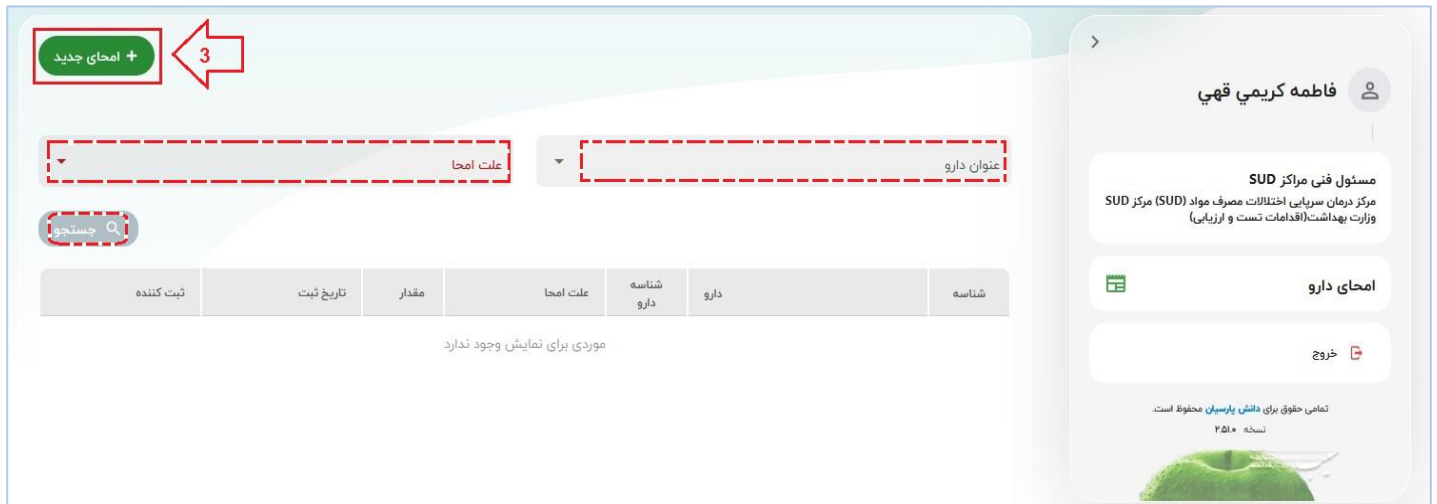 فاطمه كريمي قهي
مسئول فنی مراکز SUD
مرکز درمان سرپایی اختلالات مصرف مواد (SUD) مرکز SUD
وزارت بهداشت(اقدامات تست و ارزیابی)
امحای دارو
خروج
تمامی حقوق برای دانش پارسیان محفوظ است.
نسخه ۲.۵۱.۰
+ امحای جدید
3
عنوان دارو
علت امحا
جستجو
شناسه دارو شناسه دارو علت امحا مقدار تاریخ ثبت ثبت کننده
موردی برای نمایش وجود ندارد